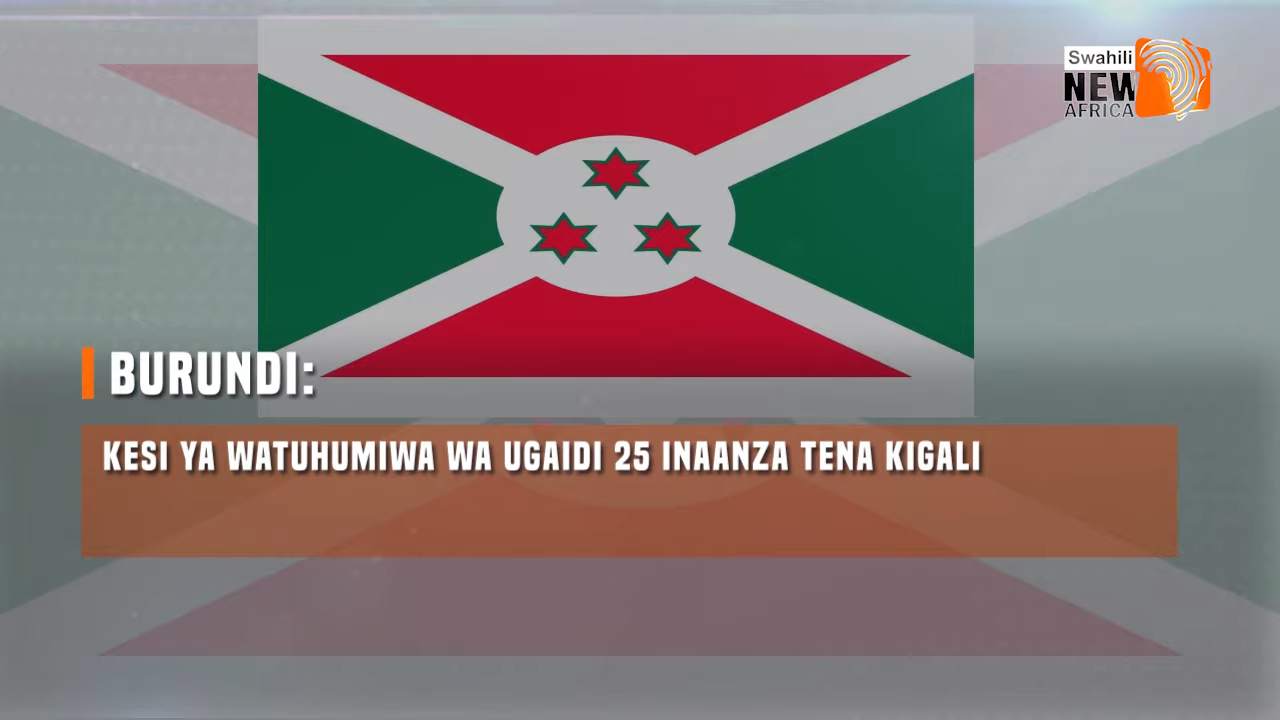 Swahili
NEW
AFRICA
BURUNDI:
KESI YA WATUHUMIWA WA UGAIDI 25 INAANZA TENA KIGALI